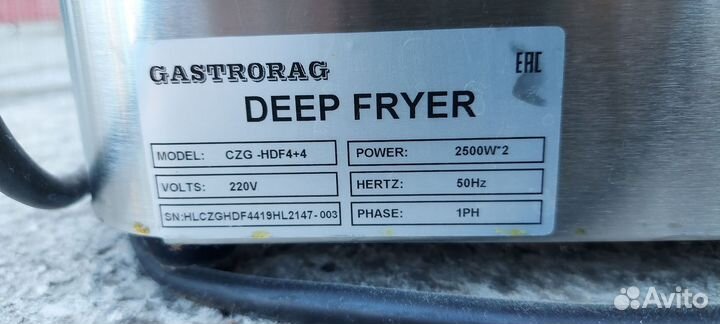 GASTRORAG
EAC
DEEP FRYER
MODEL: CZG -HDF4+4 POWER: 2500W*2
VOLTS: 220V HERTZ: 50Hz
SN:HLCZGHDF4419HL2147-003 PHASE: 1PH
Avito